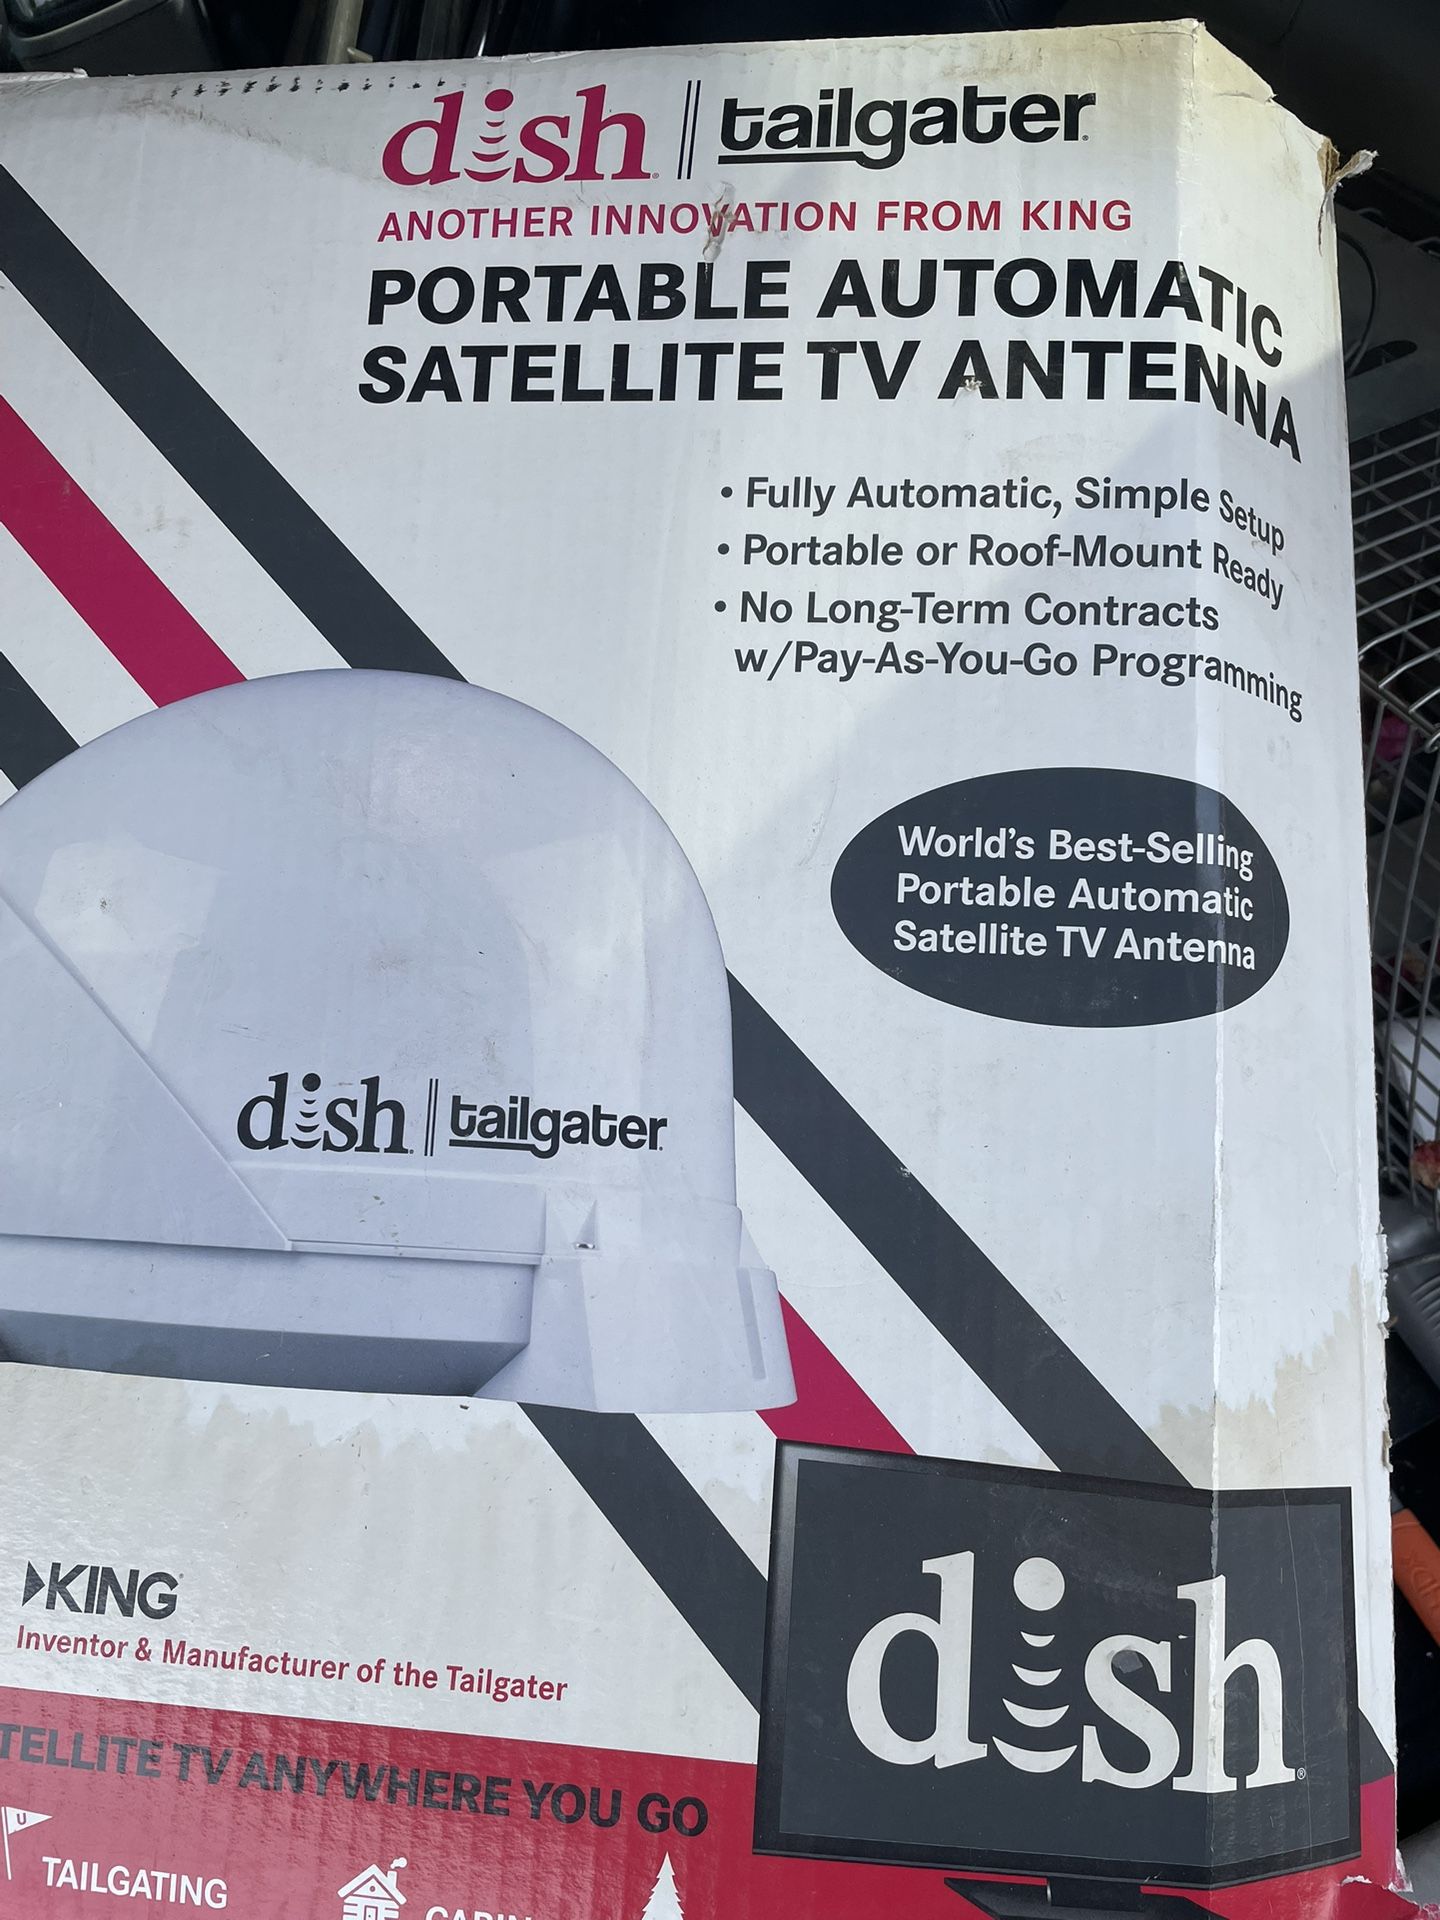 dish | tailgater
ANOTHER INNOVATION FROM KING
PORTABLE AUTOMATIC
SATELLITE TV ANTENNA
• Fully Automatic, Simple Setup
• Portable or Roof-Mount Ready
• No Long-Term Contracts
w/Pay-As-You-Go Programming
World's Best-Selling
Portable Automatic
Satellite TV Antenna
dish | tailgater
KING
Inventor & Manufacturer of the Tailgater
dish
TELLITE TV ANYWHERE YOU GO
U
TAILGATING